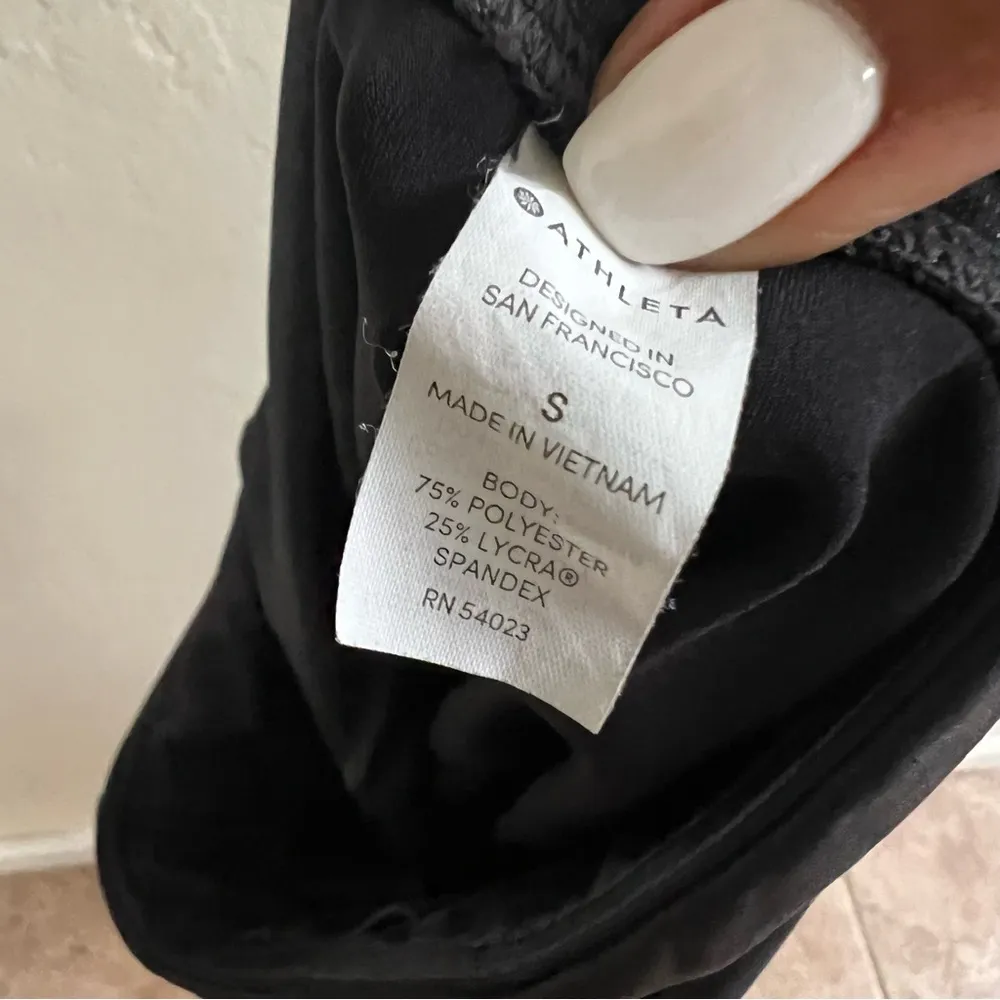 ATHLETA
DESIGNED IN
SAN FRANCISCO
S
MADE IN VIETNAM
BODY:
75% POLYESTER
25% LYCRA®
SPANDEX
RN 54023